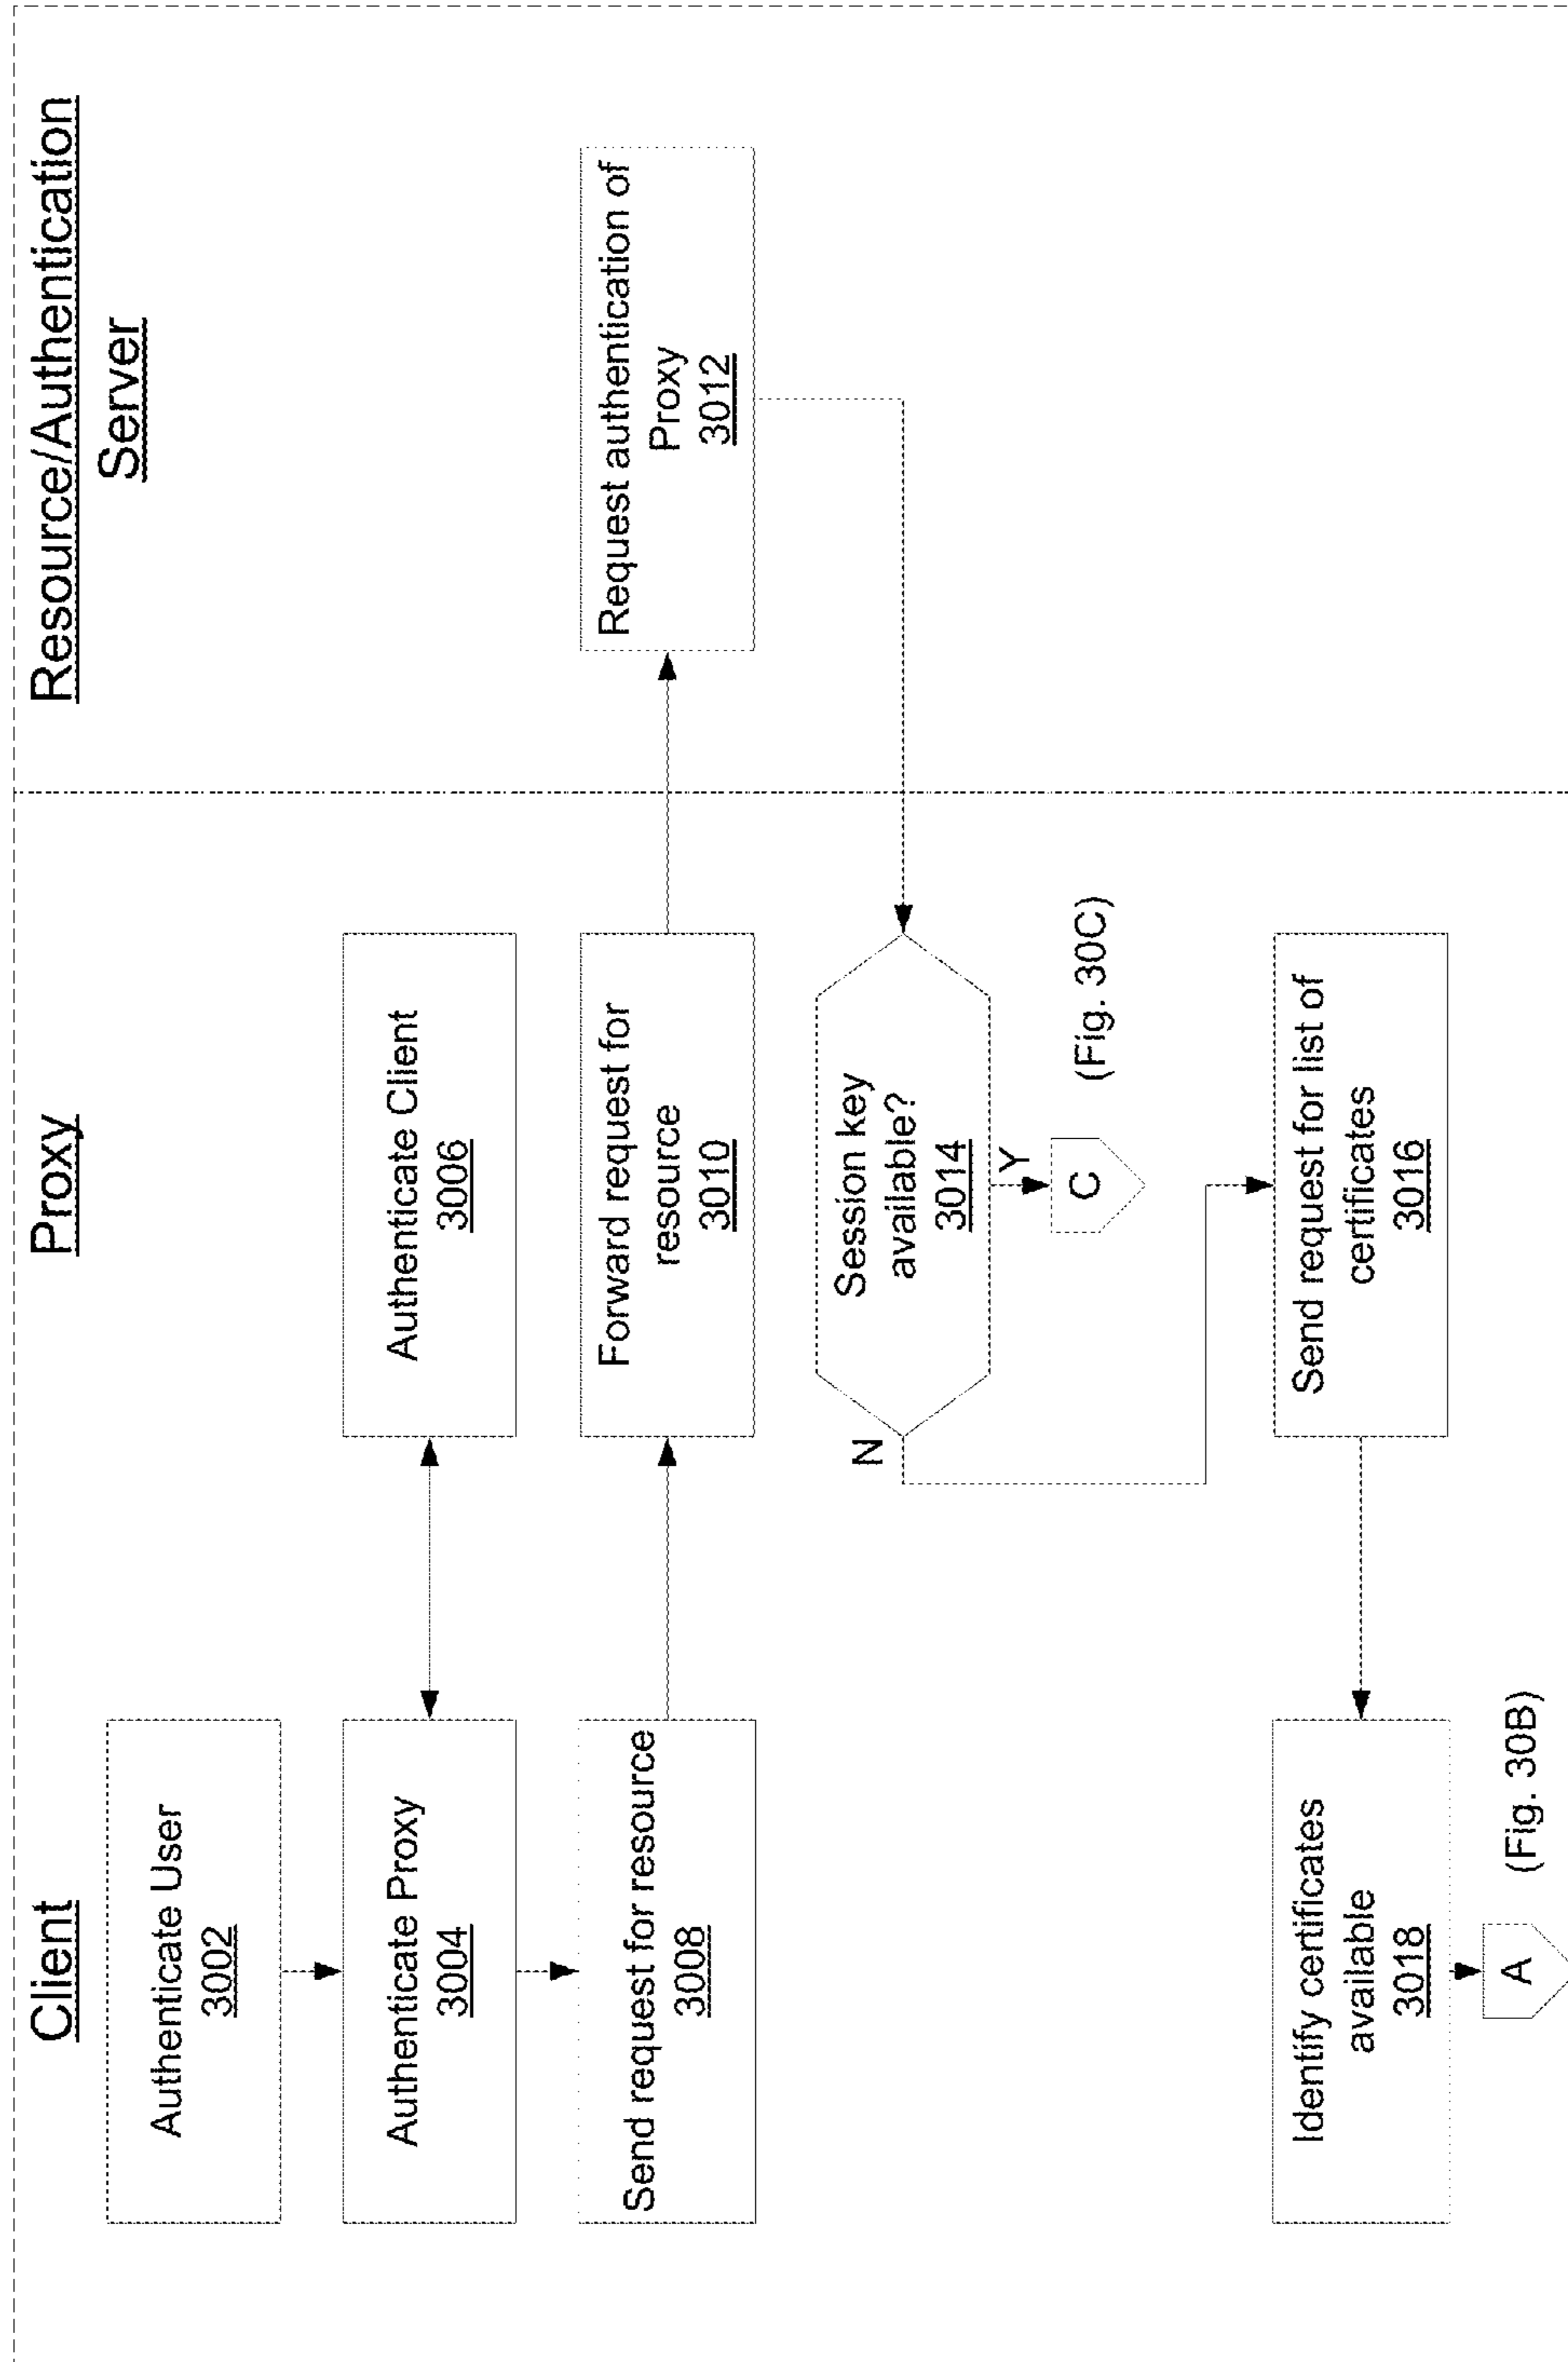 Client
Proxy
Resource/Authentication
Server
Authenticate User
3002
Authenticate Proxy
3004
Authenticate Client
3006
Send request for resource
3008
Forward request for
resource
3010
Request authentication of
Proxy
3012
Session key
available?
3014
N
Y
C
(Fig. 30C)
Send request for list of
certificates
3016
Identify certificates
available
3018
A
(Fig. 30B)